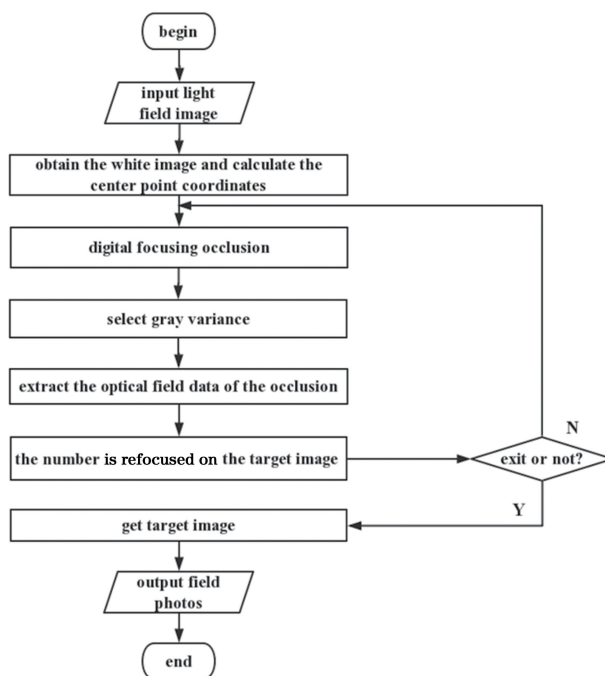 begin
input light
field image
obtain the white image and calculate the
center point coordinates
digital focusing occlusion
select gray variance
extract the optical field data of the occlusion
the number is refocused on the target image
N
exit or not?
Y
get target image
output field
photos
end